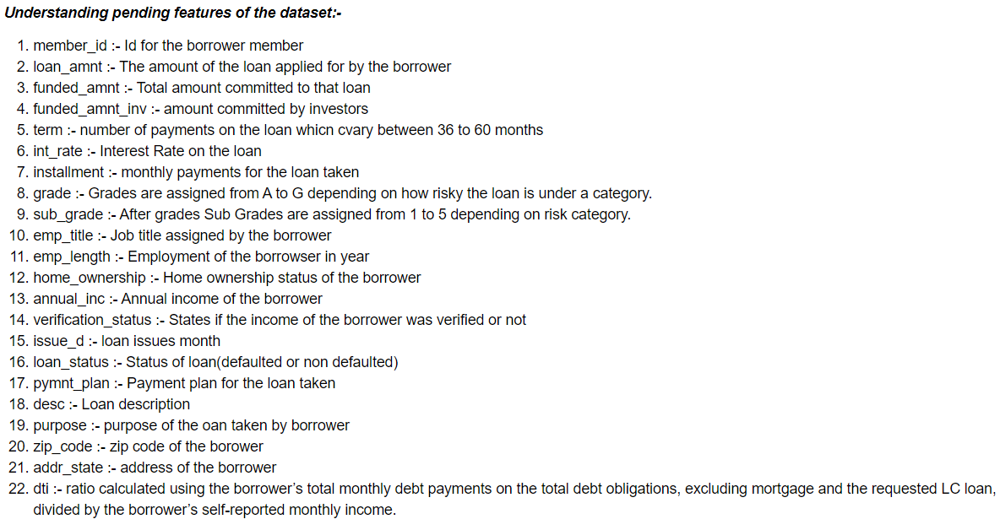 Understanding pending features of the dataset:-
1. member_id :- Id for the borrower member
2. loan_amnt :- The amount of the loan applied for by the borrower
3. funded_amnt :- Total amount committed to that loan
4. funded_amnt_inv :- amount committed by investors
5. term :- number of payments on the loan whicn cvary between 36 to 60 months
6. int_rate :- Interest Rate on the loan
7. installment :- monthly payments for the loan taken
8. grade :- Grades are assigned from A to G depending on how risky the loan is under a category.
9. sub_grade :- After grades Sub Grades are assigned from 1 to 5 depending on risk category.
10. emp_title :- Job title assigned by the borrower
11. emp_length :- Employment of the borrowser in year
12. home_ownership :- Home ownership status of the borrower
13. annual_inc :- Annual income of the borrower
14. verification_status :- States if the income of the borrower was verified or not
15. issue_d :- loan issues month
16. loan_status :- Status of loan(defaulted or non defaulted)
17. pymnt_plan :- Payment plan for the loan taken
18. desc :- Loan description
19. purpose :- purpose of the oan taken by borrower
20. zip_code :- zip code of the borower
21. addr_state :- address of the borrower
22. dti :- ratio calculated using the borrower’s total monthly debt payments on the total debt obligations, excluding mortgage and the requested LC loan,
divided by the borrower’s self-reported monthly income.